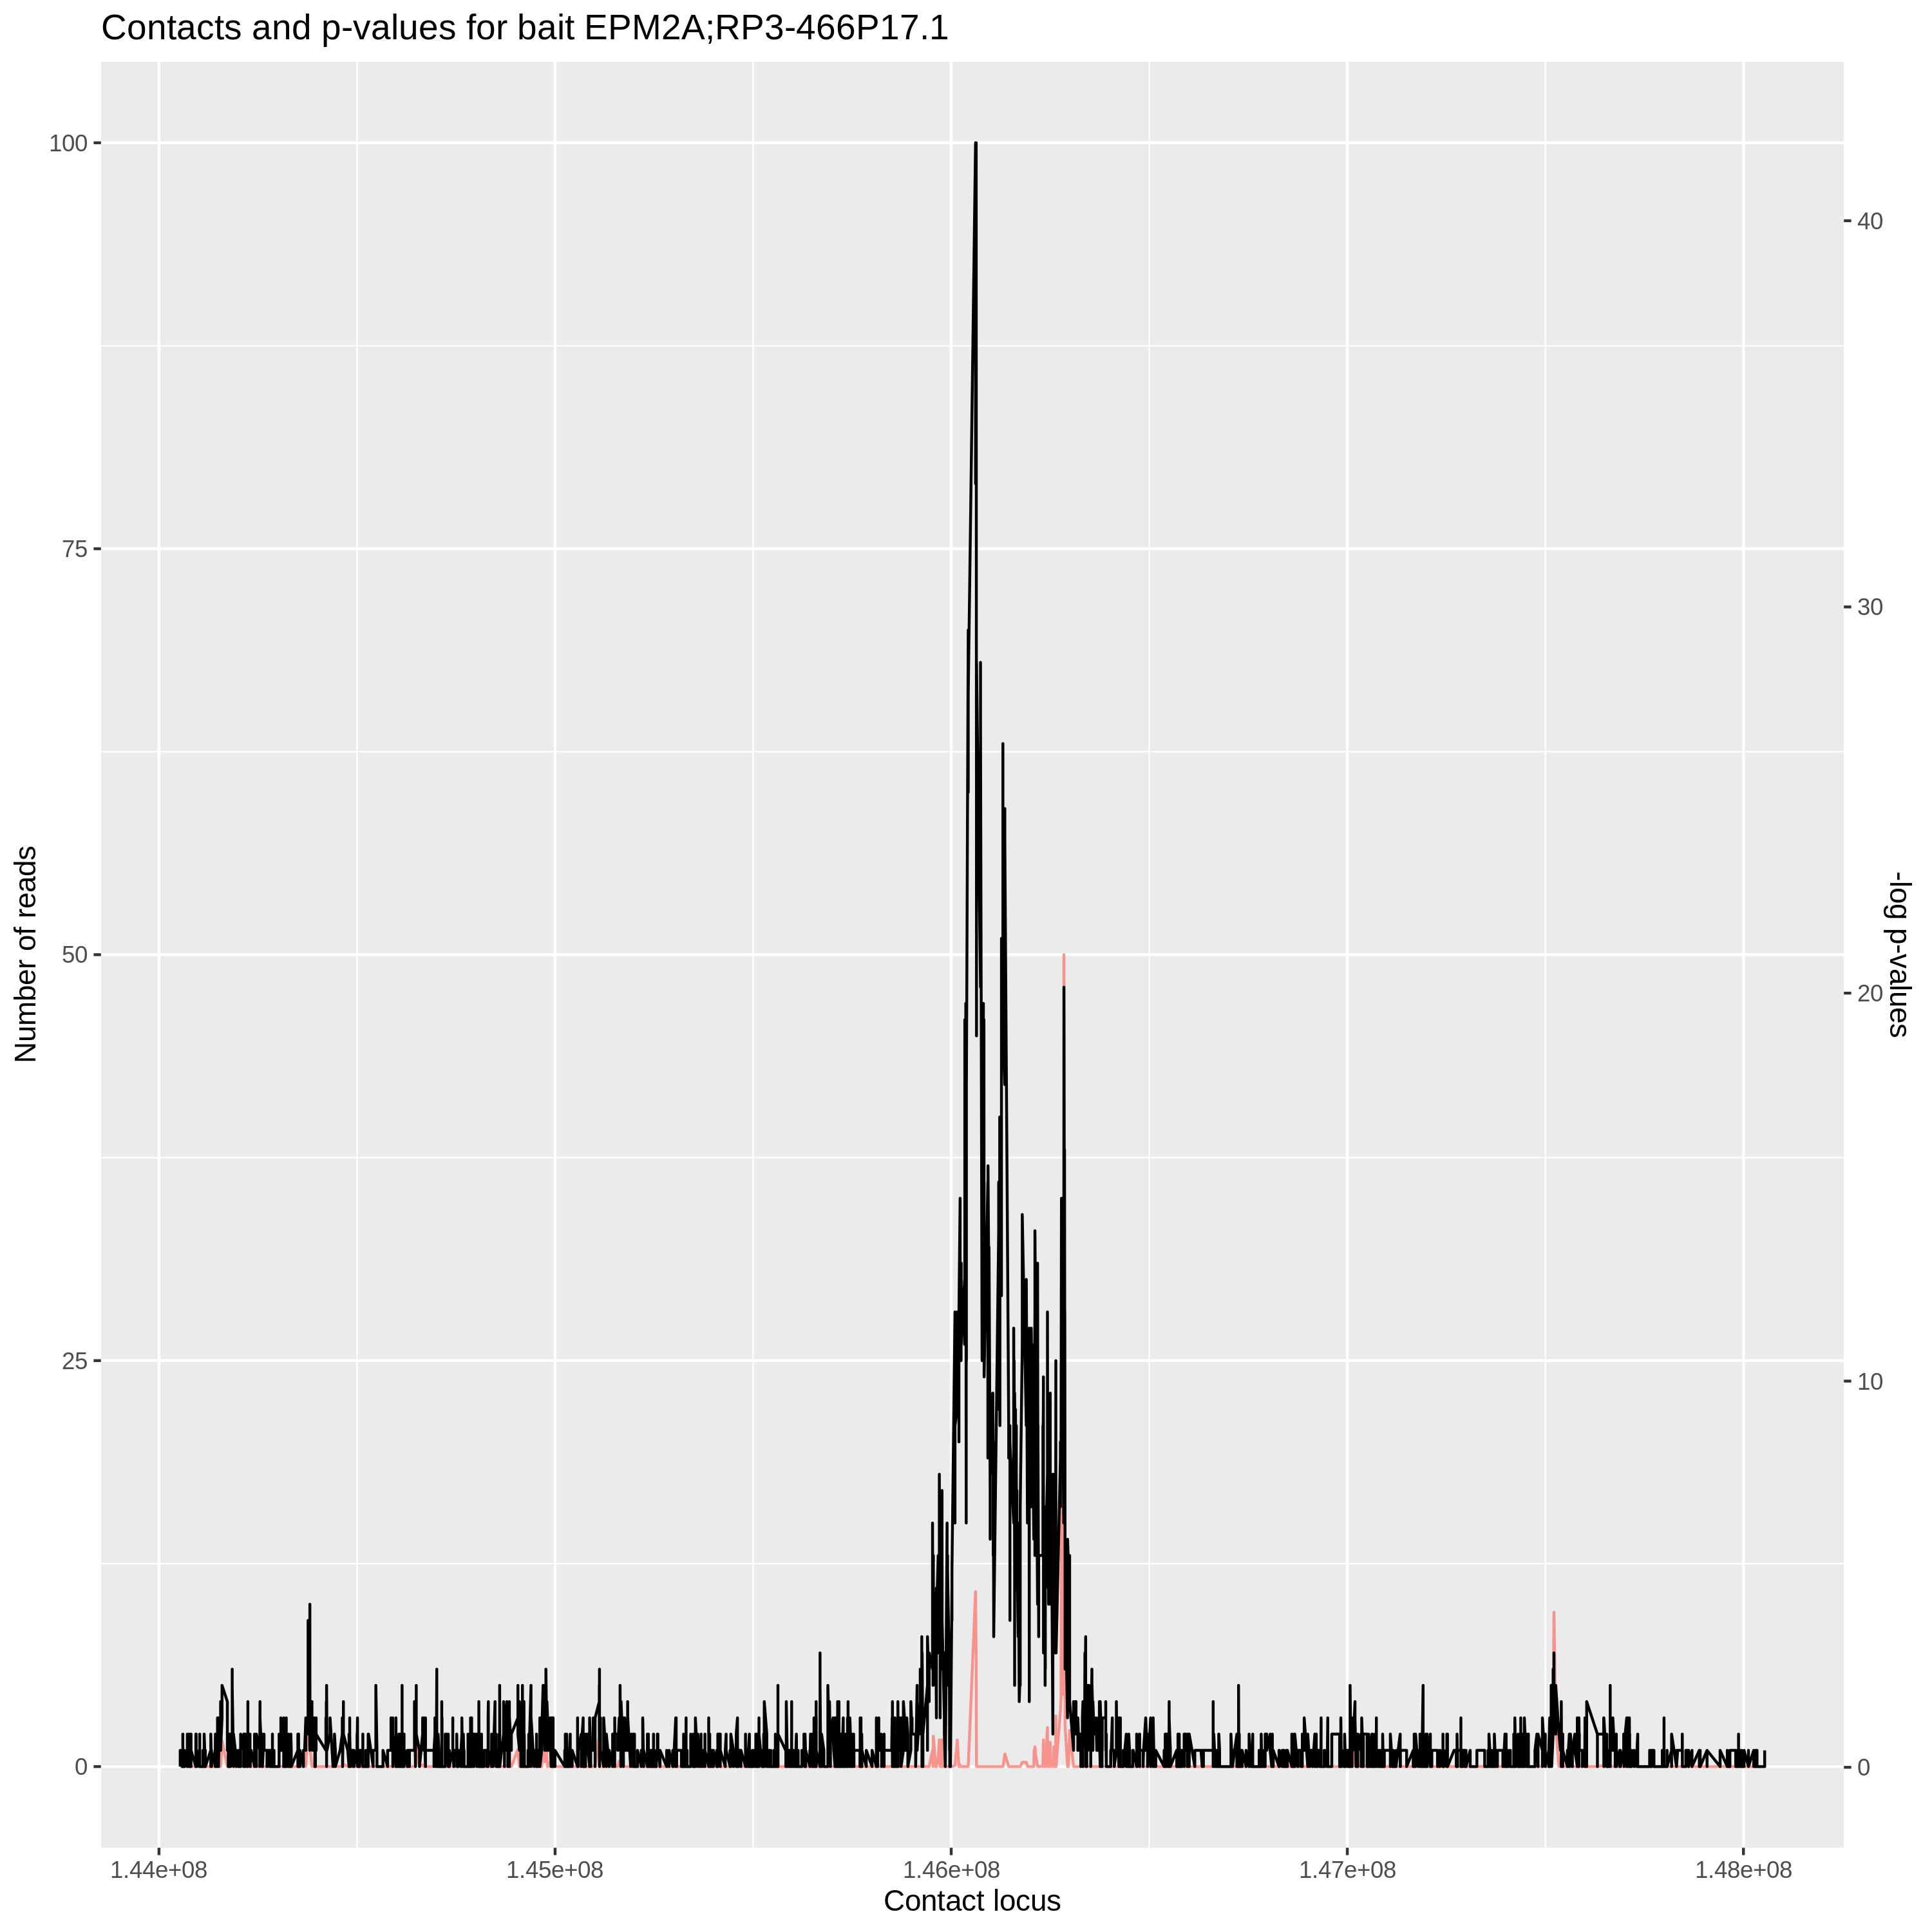 Contacts and p-values for bait EPM2A;RP3-466P17.1
100
75
50
25
0
Number of reads
40
30
20
10
0
-log p-values
1.44e+08
1.45e+08
1.46e+08
1.47e+08
1.48e+08
Contact locus